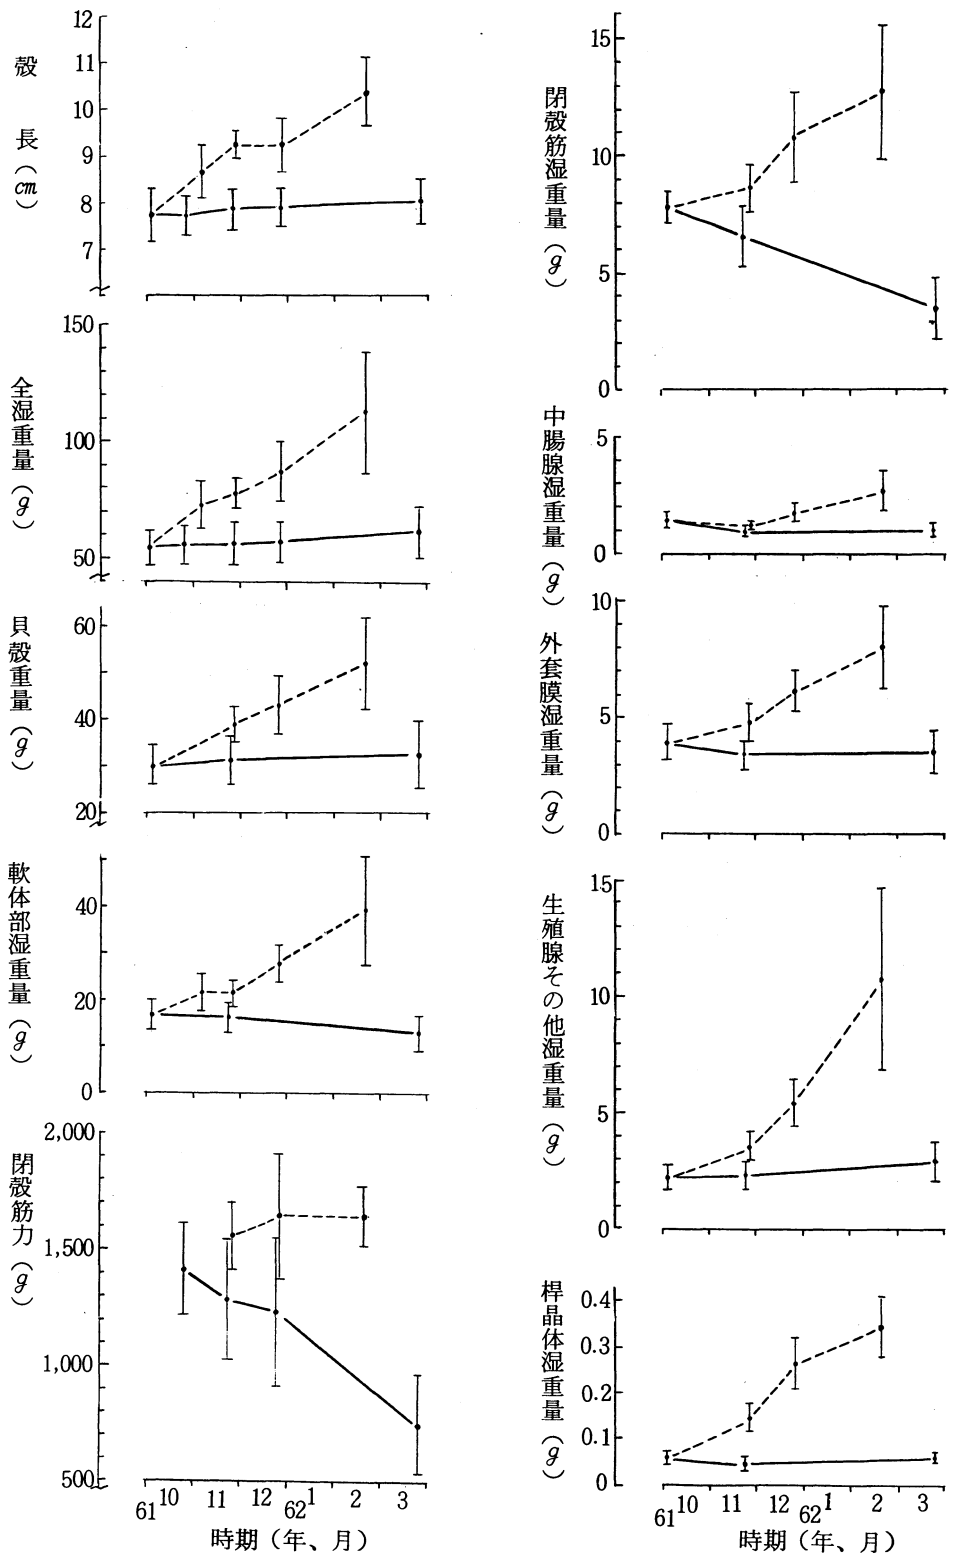 殻長(cm)
12
11
10
9
8
7
全湿重量(g)
150
100
50
貝殻重量(g)
60
40
20
軟体部湿重量(g)
40
20
0
閉殻筋力(g)
2,000
1,500
1,000
500
61 10 11 12 62 1 2 3
時期(年、月)
閉殻筋湿重量(g)
15
10
5
0
中腸腺湿重量(g)
5
0
外套膜湿重量(g)
10
5
0
生殖腺その他湿重量(g)
15
10
5
0
桿晶体湿重量(g)
0.4
0.3
0.2
0.1
0
61 10 11 12 62 1 2 3
時期(年、月)